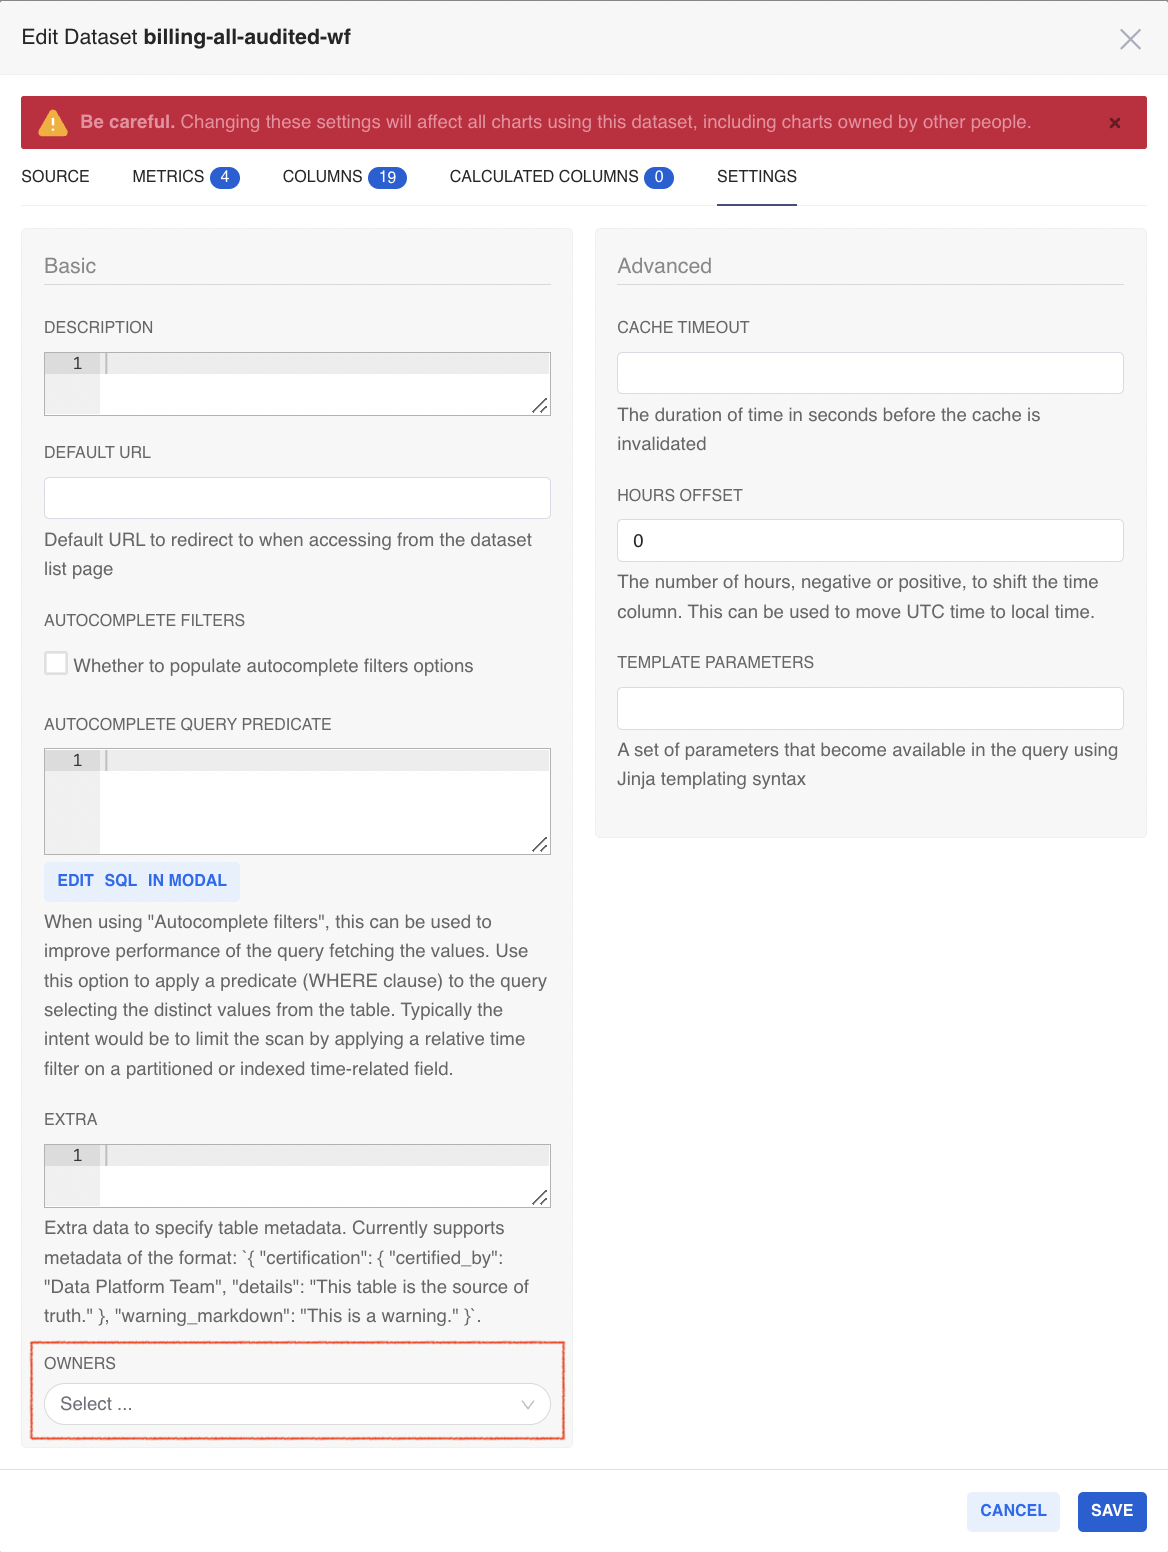 Edit Dataset billing-all-audited-wf
Be careful. Changing these settings will affect all charts using this dataset, including charts owned by other people.
SOURCE METRICS 4 COLUMNS 19 CALCULATED COLUMNS 0 SETTINGS
Basic
DESCRIPTION
1
DEFAULT URL
Default URL to redirect to when accessing from the dataset
list page
AUTOCOMPLETE FILTERS
Whether to populate autocomplete filters options
AUTOCOMPLETE QUERY PREDICATE
1
EDIT SQL IN MODAL
When using "Autocomplete filters", this can be used to
improve performance of the query fetching the values. Use
this option to apply a predicate (WHERE clause) to the query
selecting the distinct values from the table. Typically the
intent would be to limit the scan by applying a relative time
filter on a partitioned or indexed time-related field.
EXTRA
1
Extra data to specify table metadata. Currently supports
metadata of the format: `{ "certification": { "certified_by":
"Data Platform Team", "details": "This table is the source of
truth." }, "warning_markdown": "This is a warning." }`.
OWNERS
Select ...
Advanced
CACHE TIMEOUT
The duration of time in seconds before the cache is
invalidated
HOURS OFFSET
0
The number of hours, negative or positive, to shift the time
column. This can be used to move UTC time to local time.
TEMPLATE PARAMETERS
A set of parameters that become available in the query using
Jinja templating syntax
CANCEL SAVE